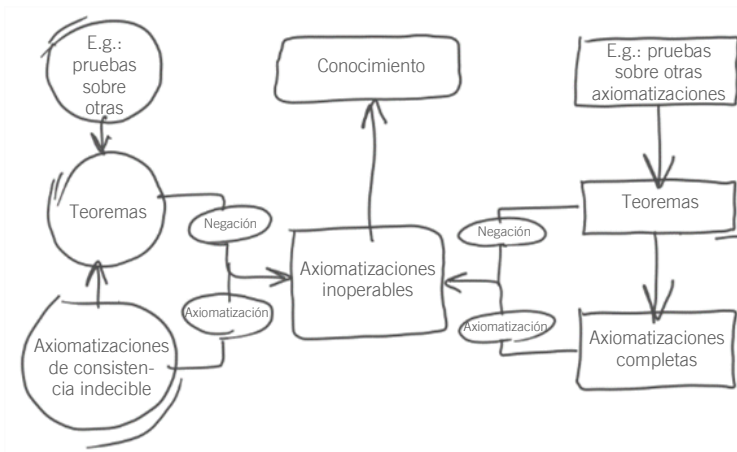 E.g.:
pruebas
sobre
otras
Conocimiento
E.g.: pruebas
sobre otras
axiomatizaciones
Teoremas
Negación
Axiomatizaciones
inoperables
Negación
Teoremas
Axiomatización
Axiomatización
Axiomatizaciones
de consisten-
cia indecible
Axiomatizaciones
completas